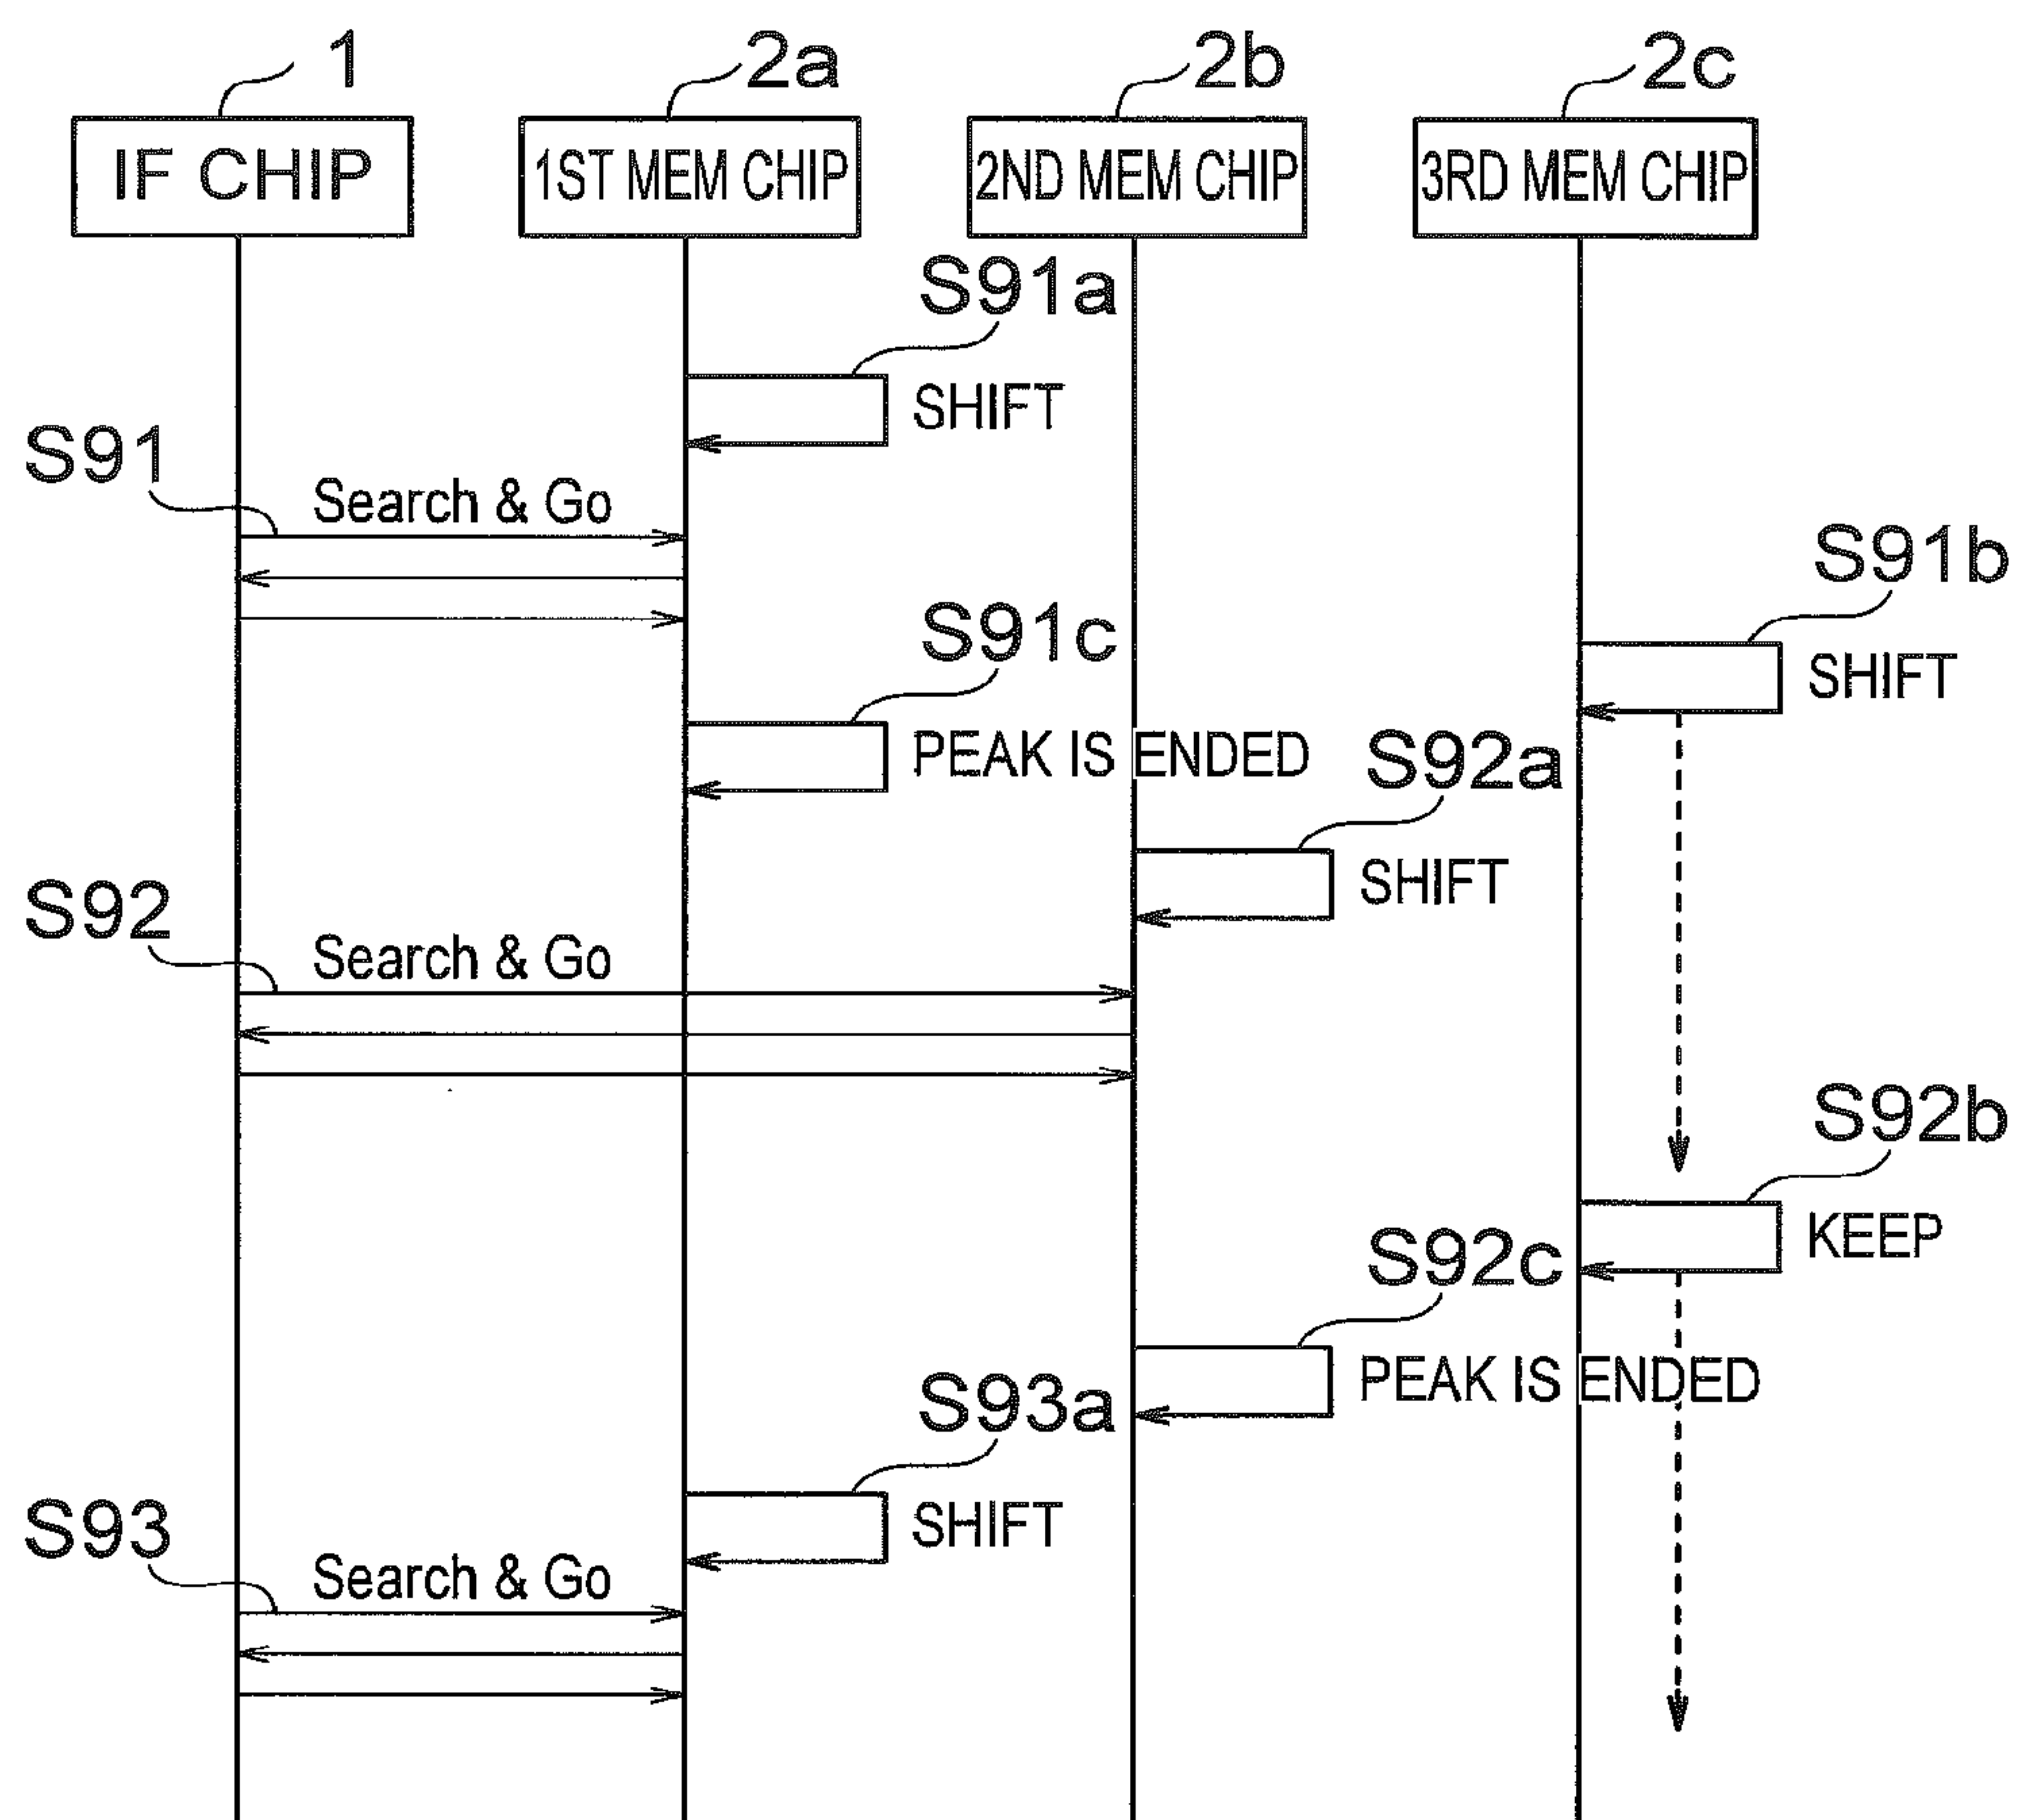 1
2a
2b
2c
IF CHIP
1ST MEM CHIP
2ND MEM CHIP
3RD MEM CHIP
S91a
SHIFT
S91
Search & Go
S91b
S91c
SHIFT
PEAK IS ENDED
S92a
SHIFT
S92
Search & Go
S92b
KEEP
S92c
PEAK IS ENDED
S93a
SHIFT
S93
Search & Go